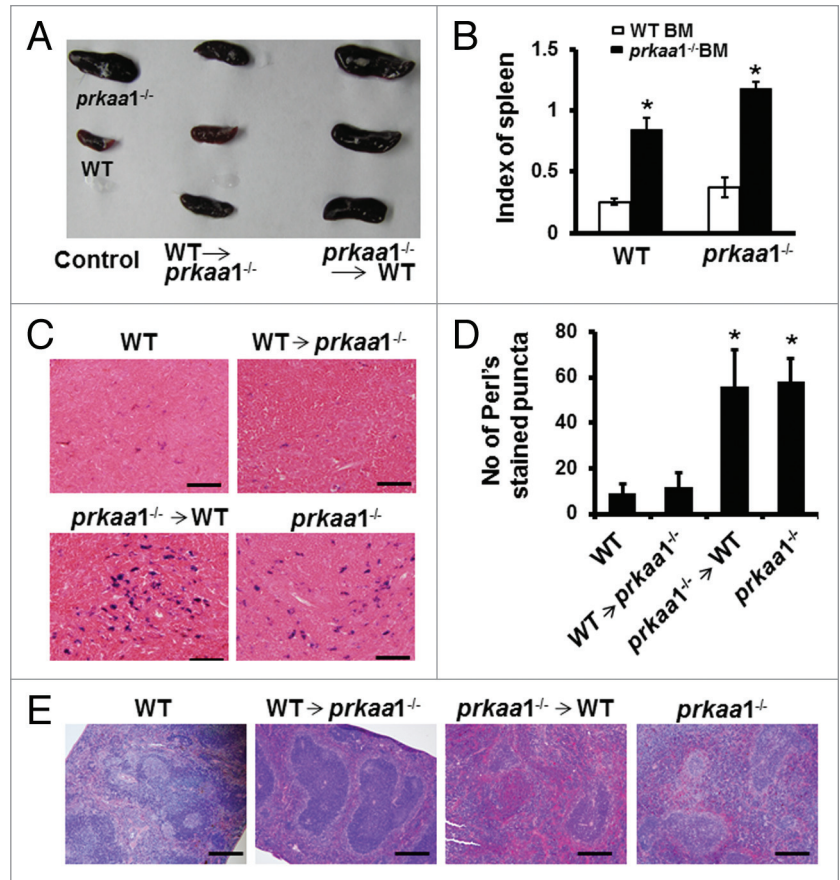 A
prkaa1-/-
WT
Control
WT→
prkaa1-/-
prkaa1-/-
→ WT
B
WT BM
prkaa1-/-BM
Index of spleen
1.5
1
0.5
0
*
*
WT
prkaa1-/-
C
WT
WT→ prkaa1-/-
prkaa1-/- → WT
prkaa1-/-
D
No of Perl's
stained puncta
80
60
40
20
0
*
*
WT
WT→ prkaa1-/-
prkaa1-/- → WT
prkaa1-/-
E
WT
WT→ prkaa1-/-
prkaa1-/- → WT
prkaa1-/-